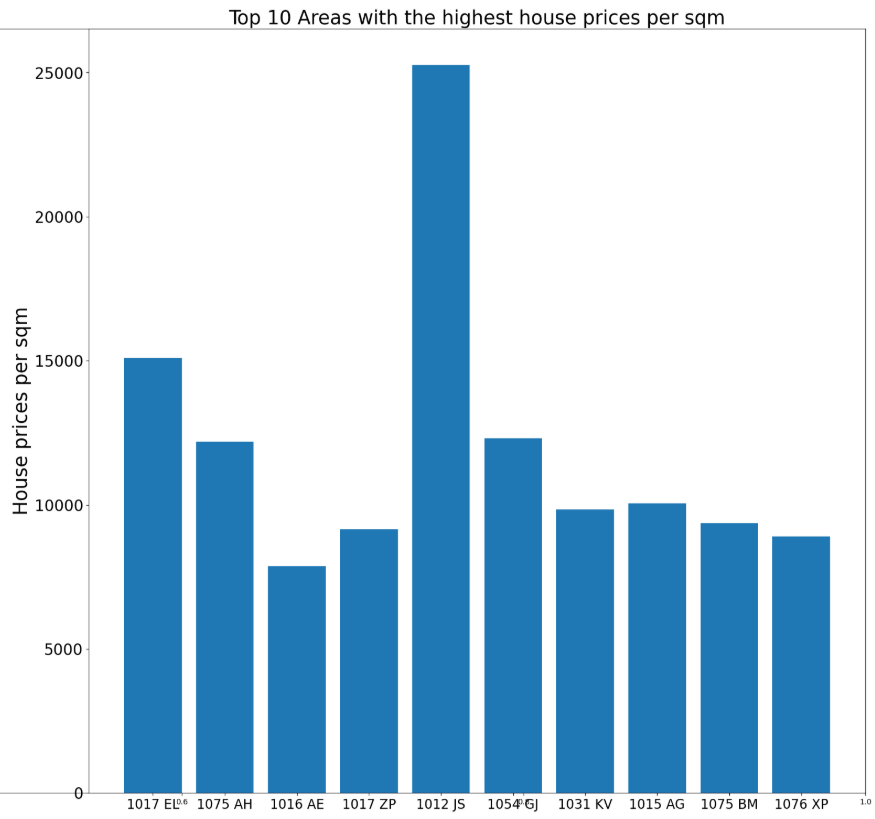 Top 10 Areas with the highest house prices per sqm
House prices per sqm
25000
20000
15000
10000
5000
0
1017 EL 0.6 1075 AH 1016 AE 1017 ZP 1012 JS 1054 GJ 1031 KV 1015 AG 1075 BM 1076 XP 1.0